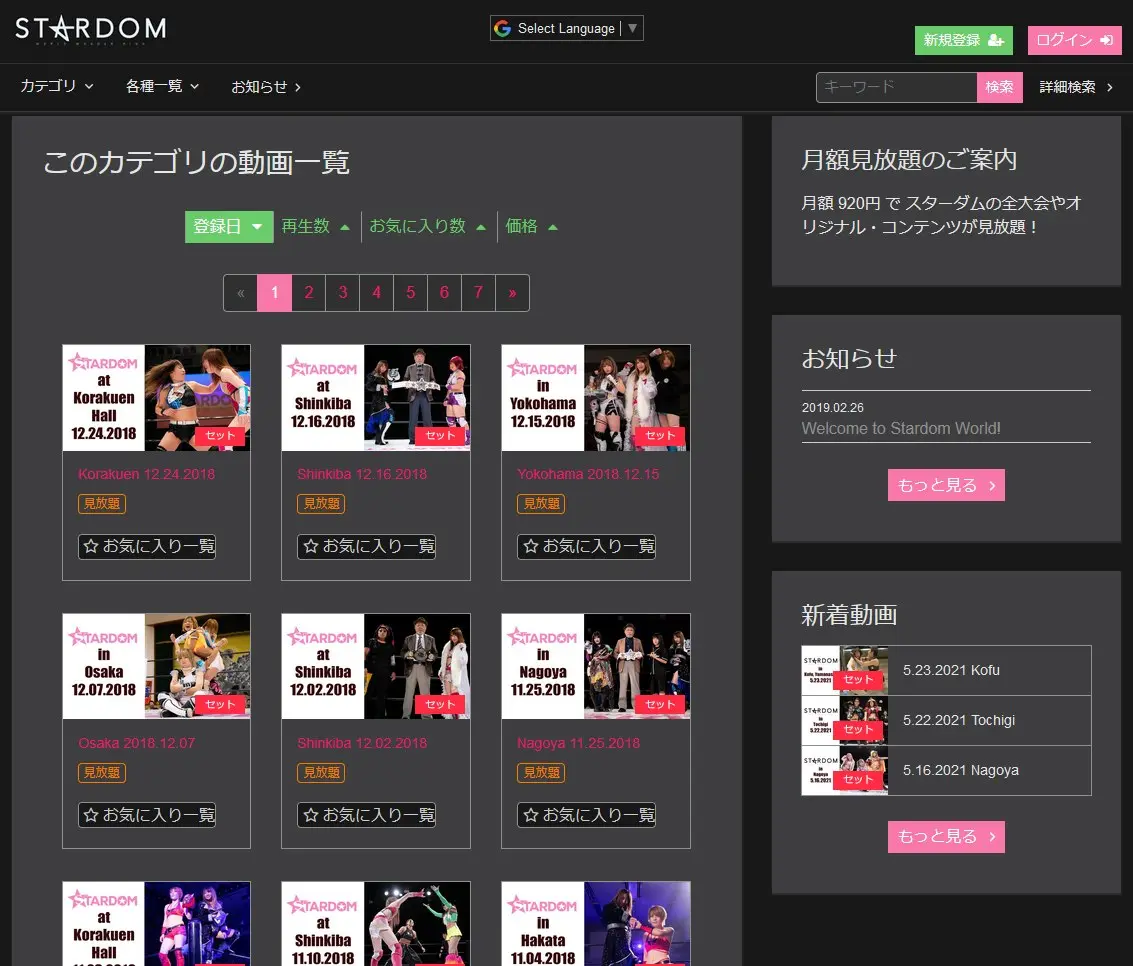 STARDOM
Select Language
新規登録
ログイン
カテゴリ
各種一覧
お知らせ
キーワード
検索
詳細検索
このカテゴリの動画一覧
登録日
再生数
お気に入り数
価格
« 1 2 3 4 5 6 7 »
STARDOM
at
Korakuen
Hall
12.24.2018
セット
Korakuen 12.24.2018
見放題
お気に入り一覧
STARDOM
at
Shinkiba
12.16.2018
セット
Shinkiba 12.16.2018
見放題
お気に入り一覧
STARDOM
in
Yokohama
12.15.2018
セット
Yokohama 2018.12.15
見放題
お気に入り一覧
STARDOM
in
Osaka
12.07.2018
セット
Osaka 2018.12.07
見放題
お気に入り一覧
STARDOM
at
Shinkiba
12.02.2018
セット
Shinkiba 12.02.2018
見放題
お気に入り一覧
STARDOM
in
Nagoya
11.25.2018
セット
Nagoya 11.25.2018
見放題
お気に入り一覧
STARDOM
at
Korakuen
Hall
STARDOM
at
Shinkiba
11.10.2018
STARDOM
in
Hakata
11.04.2018
月額見放題のご案内
月額 920円 で スターダムの全大会やオ
リジナル・コンテンツが見放題！
お知らせ
2019.02.26
Welcome to Stardom World!
もっと見る
新着動画
STARDOM
5.23.2021
セット
5.23.2021 Kofu
STARDOM
in
Tochigi
5.22.2021
セット
5.22.2021 Tochigi
STARDOM
in
Nagoya
5.16.2021
セット
5.16.2021 Nagoya
もっと見る